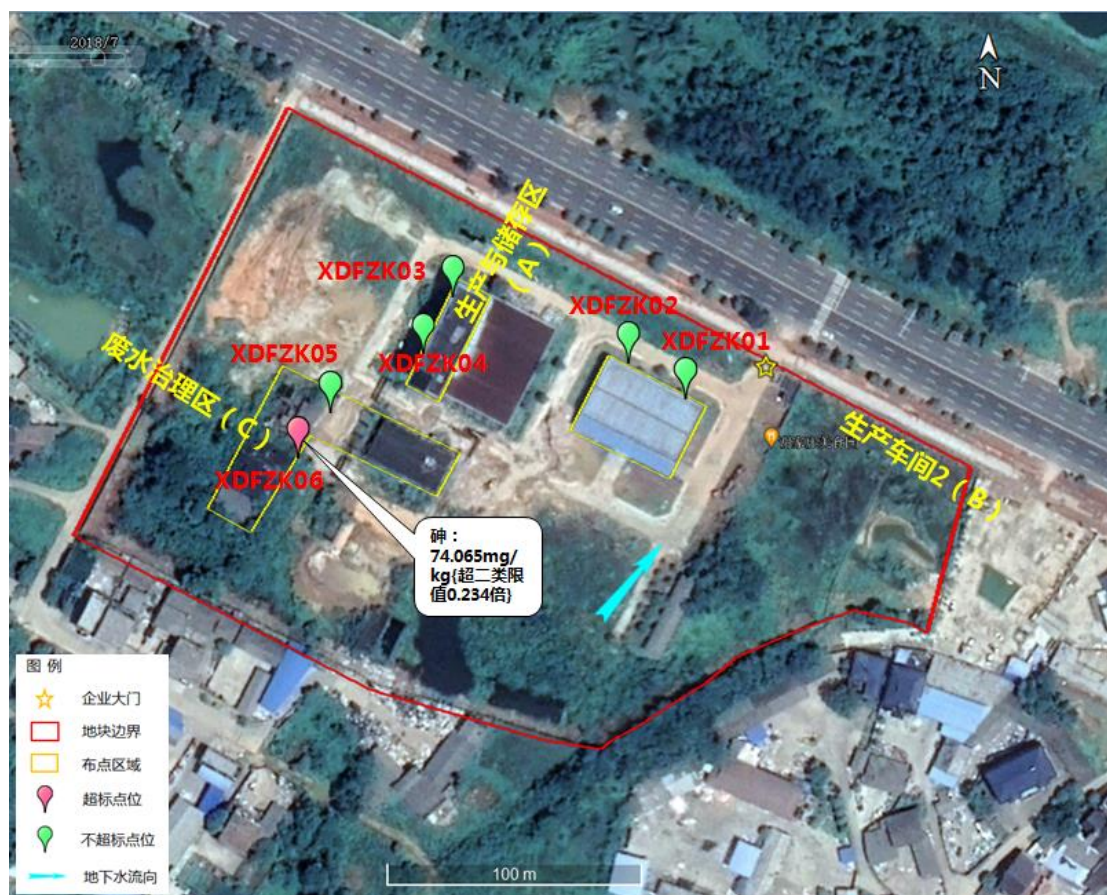 2018/7
N
生产与储存区
（A）
XDFZK03
XDFZK02
XDFZK01
XDFZK04
XDFZK05
废水治理区（C）
生产车间2（B）
XDFZK06
砷：
74.065mg/
kg{超二类限
值0.234倍}
图 例
企业大门
地块边界
布点区域
超标点位
不超标点位
地下水流向
100 m